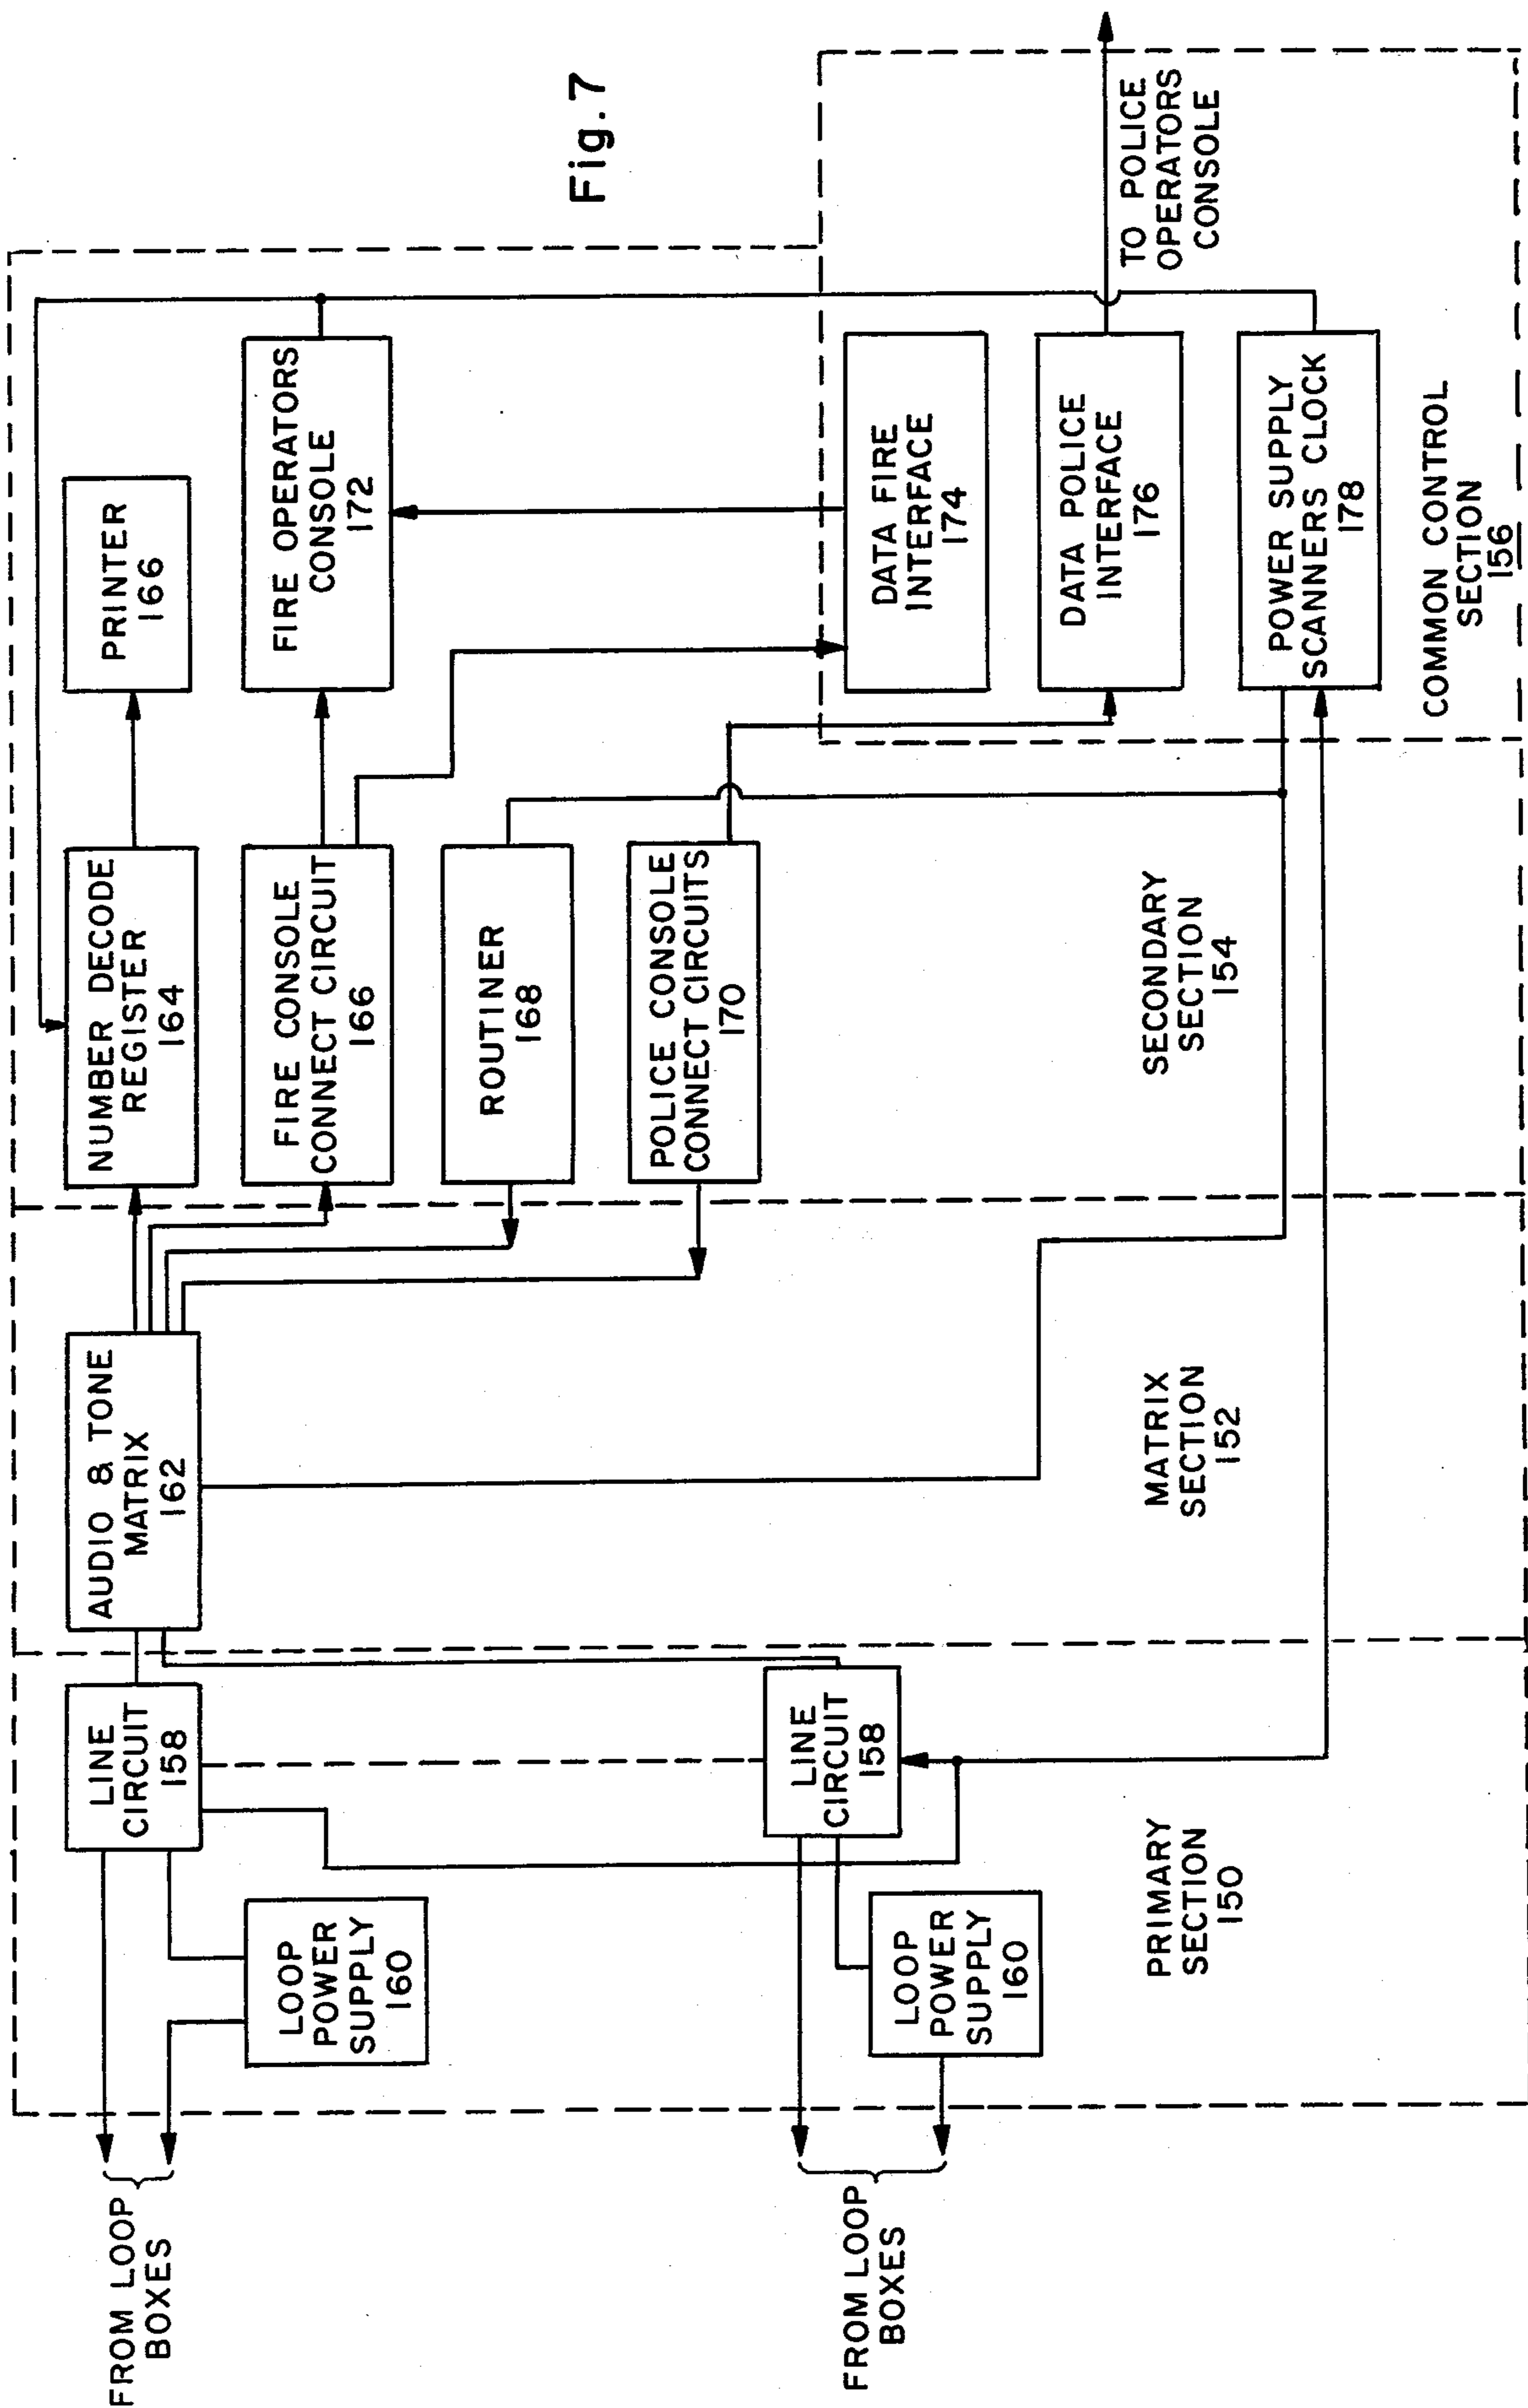 Fig. 7
FROM LOOP
BOXES
FROM LOOP
BOXES
LINE
CIRCUIT
158
LOOP
POWER
SUPPLY
160
LINE
CIRCUIT
158
LOOP
POWER
SUPPLY
160
PRIMARY
SECTION
150
AUDIO & TONE
MATRIX
162
MATRIX
SECTION
152
NUMBER DECODE
REGISTER
164
FIRE CONSOLE
CONNECT CIRCUIT
166
ROUTINER
168
POLICE CONSOLE
CONNECT CIRCUITS
170
SECONDARY
SECTION
154
PRINTER
166
FIRE OPERATORS
CONSOLE
172
DATA FIRE
INTERFACE
174
DATA POLICE
INTERFACE
176
POWER SUPPLY
SCANNERS CLOCK
178
COMMON CONTROL
SECTION
156
TO POLICE
OPERATORS
CONSOLE